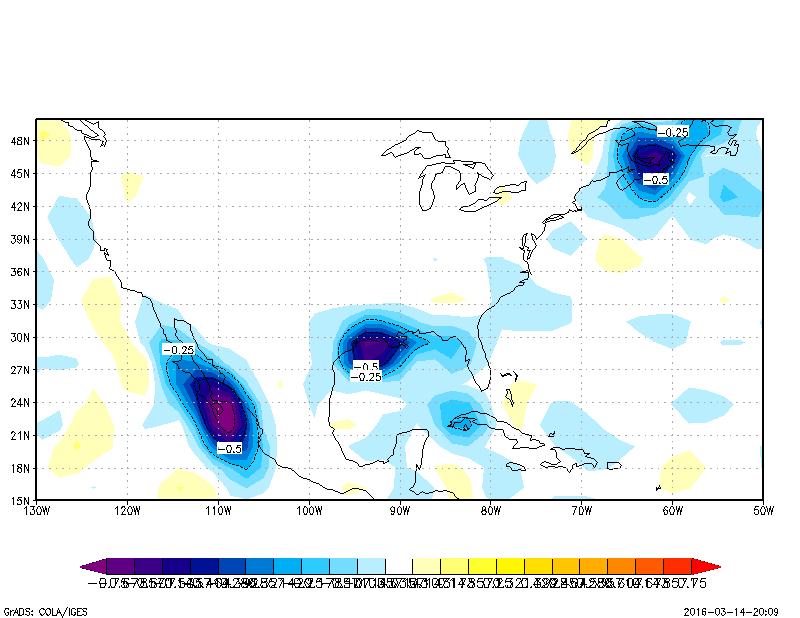 -0.25
48N
45N
-0.5
42N
39N
36N
33N
30N
-0.25
27N
-0.5
-0.25
24N
21N
-0.5
18N
15N
130W 120W 110W 100W 90W 80W 70W 60W 50W
GrADS: COLA/IGES 2016-03-14-20:09